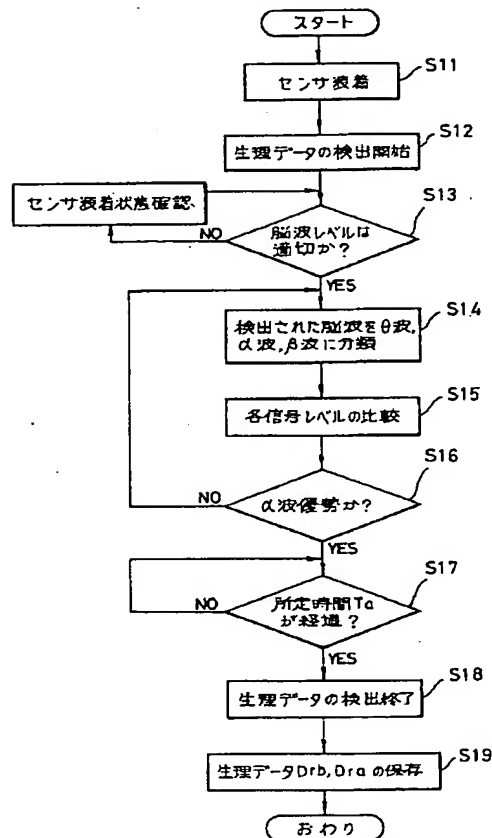 スタート
センサ装着
S11
生理データの検出開始
S12
センサ装着状態確認
脳波レベルは
適切か?
S13
NO
YES
検出された脳波をθ波,
α波,β波に分類
S14
各信号レベルの比較
S15
α波優勢か?
S16
NO
YES
所定時間Ta
が経過?
S17
NO
YES
生理データの検出終了
S18
生理データDrb,Draの保存
S19
おわり